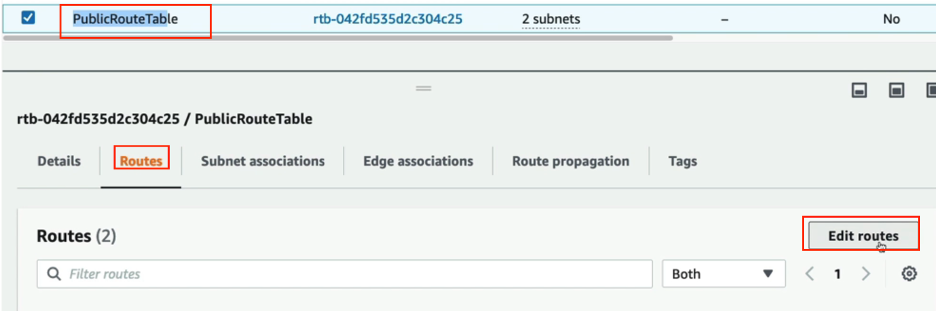 PublicRouteTable rtb-042fd535d2c304c25 2 subnets – No
rtb-042fd535d2c304c25 / PublicRouteTable
Details Routes Subnet associations Edge associations Route propagation Tags
Routes (2) Edit routes
Filter routes Both 1